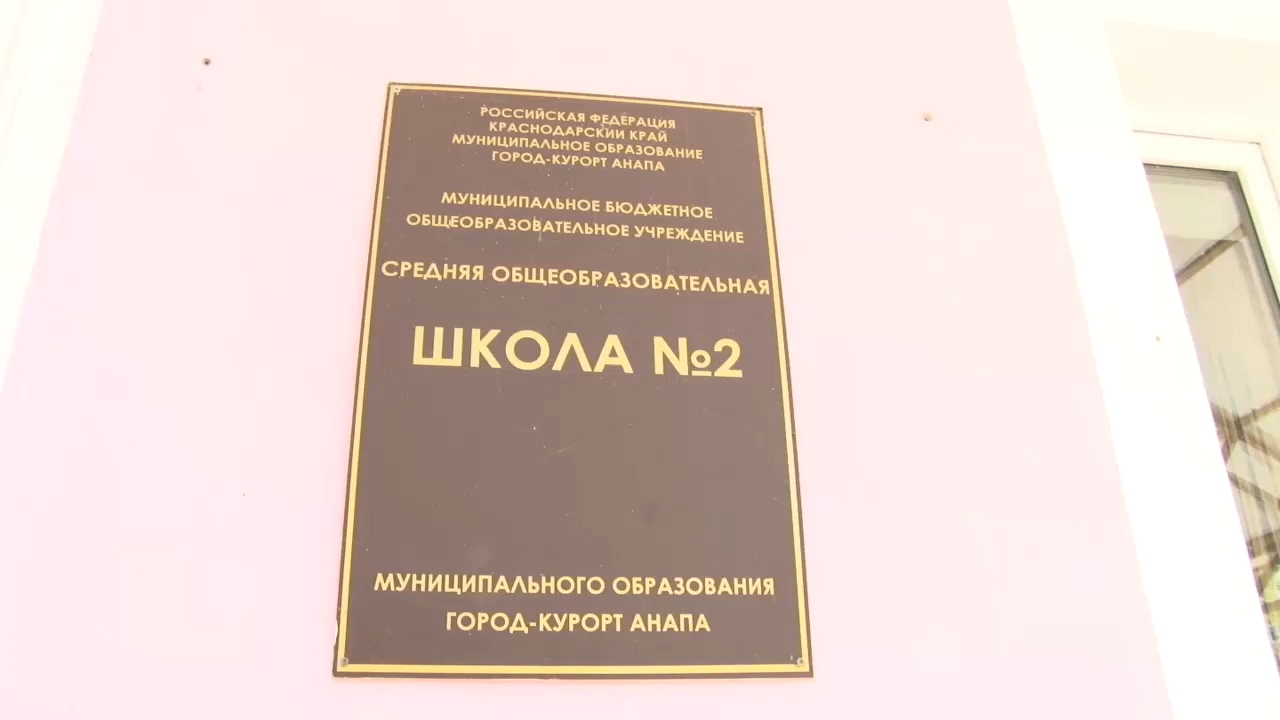 РОССИЙСКАЯ ФЕДЕРАЦИЯ
КРАСНОДАРСКИЙ КРАЙ
МУНИЦИПАЛЬНОЕ ОБРАЗОВАНИЕ
ГОРОД-КУРОРТ АНАПА
МУНИЦИПАЛЬНОЕ БЮДЖЕТНОЕ
ОБЩЕОБРАЗОВАТЕЛЬНОЕ УЧРЕЖДЕНИЕ
СРЕДНЯЯ ОБЩЕОБРАЗОВАТЕЛЬНАЯ
ШКОЛА №2
МУНИЦИПАЛЬНОГО ОБРАЗОВАНИЯ
ГОРОД-КУРОРТ АНАПА